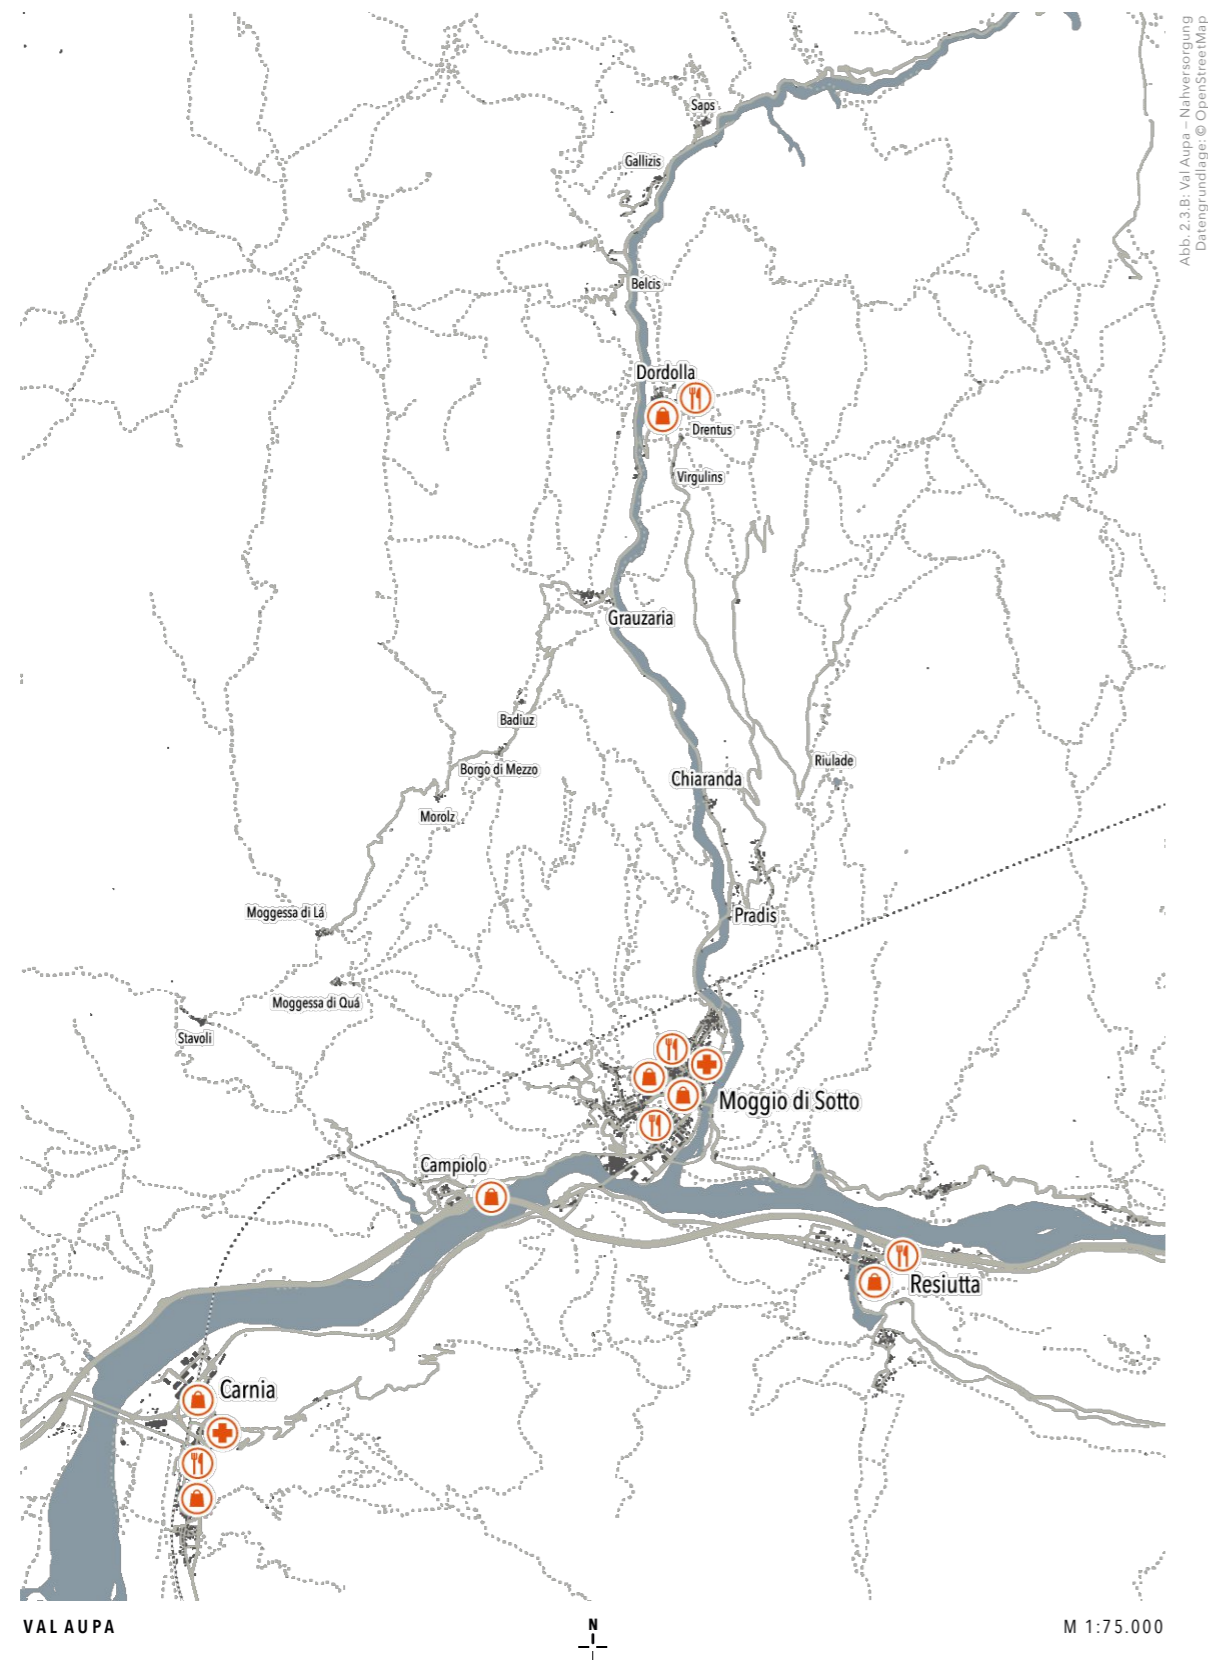 Abb. 2.3.B: Val Aupa – Nahversorgung
Datengrundlage: © OpenStreetMap
Saps
Gallizis
Belcis
Dordolla
Drentus
Virgulins
Grauzaria
Badiuz
Borgo di Mezzo
Riulade
Chiaranda
Morolz
Moggessa di Lá
Pradis
Moggessa di Quá
Stavoli
Moggio di Sotto
Campiolo
Resiutta
Carnia
VAL AUPA
N
M 1:75.000